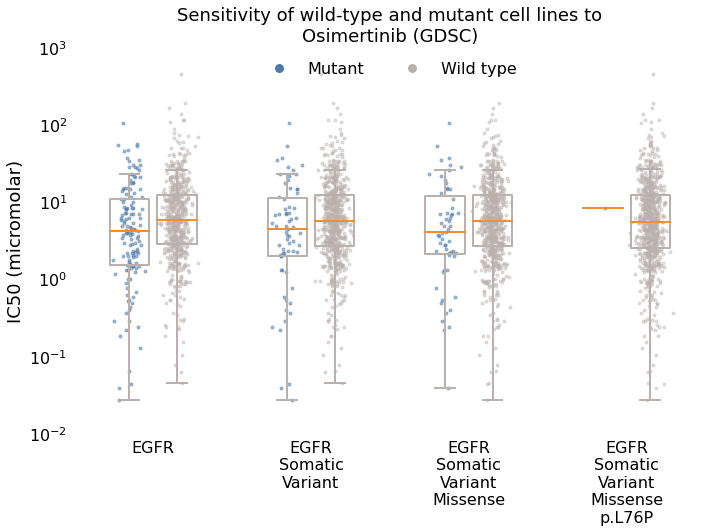 Sensitivity of wild-type and mutant cell lines to
Osimertinib (GDSC)
Mutant
Wild type
IC50 (micromolar)
10³
10²
10¹
10⁰
10⁻¹
10⁻²
EGFR
EGFR
Somatic
Variant
EGFR
Somatic
Variant
Missense
EGFR
Somatic
Variant
Missense
p.L76P